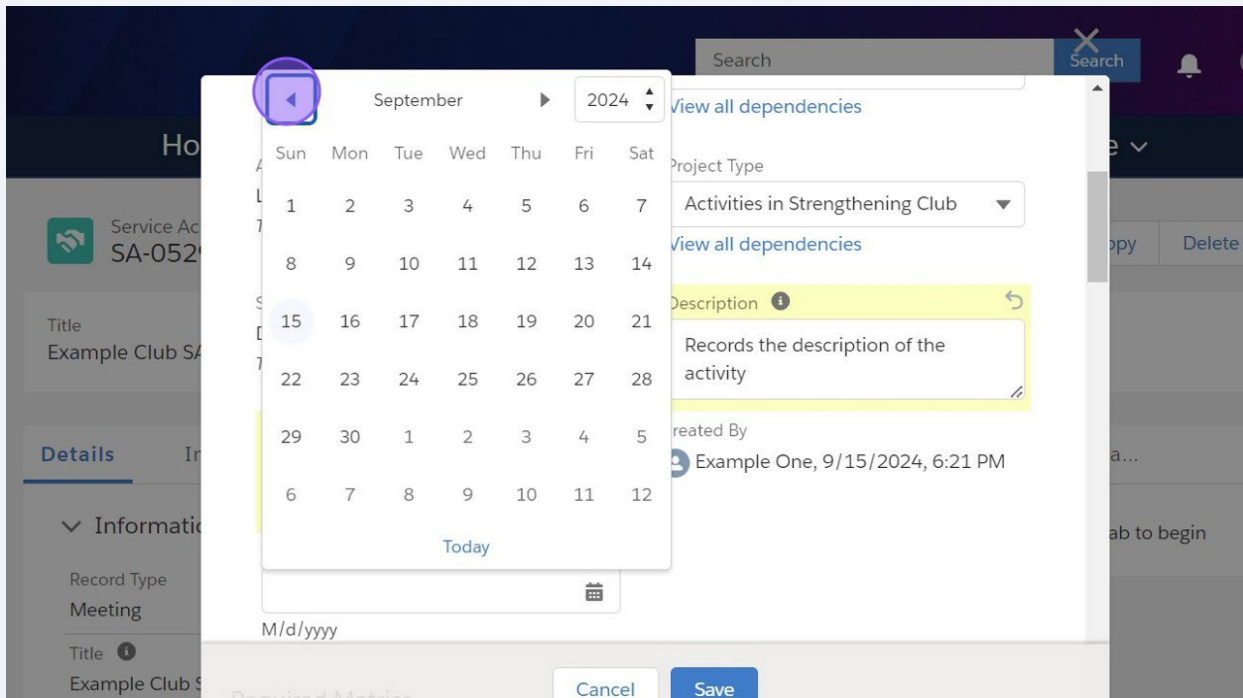 Search
Search
Ho
e
View all dependencies
September 2024
Sun Mon Tue Wed Thu Fri Sat
1 2 3 4 5 6 7
8 9 10 11 12 13 14
15 16 17 18 19 20 21
22 23 24 25 26 27 28
29 30 1 2 3 4 5
6 7 8 9 10 11 12
Today
M/d/yyyy
Project Type
Activities in Strengthening Club
View all dependencies
Description
Records the description of the
activity
Created By
Example One, 9/15/2024, 6:21 PM
Cancel
Save
Service Ac
SA-052
opy
Delete
Title
Example Club SA
Details
In
a...
Informatic
ab to begin
Record Type
Meeting
Title
Example Club S